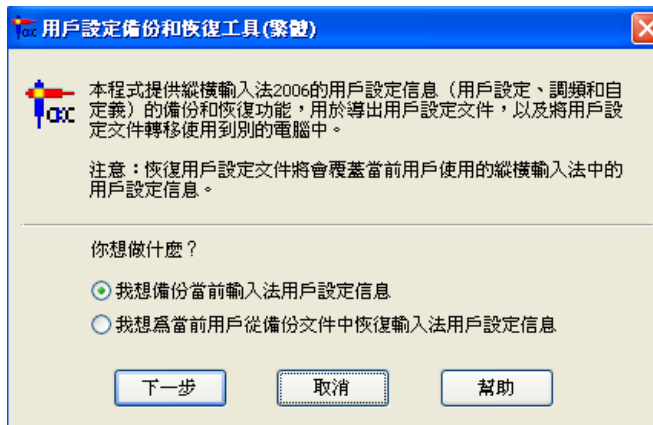 用戶設定備份和恢復工具(繁體)
本程式提供縱橫輸入法2006的用戶設定信息（用戶設定、調頻和自
定義）的備份和恢復功能，用於導出用戶設定文件，以及將用戶設
定文件轉移使用到別的電腦中。
注意：恢復用戶設定文件將會覆蓋當前用戶使用的縱橫輸入法中的
用戶設定信息。
你想做什麼？
我想備份當前輸入法用戶設定信息
我想爲當前用戶從備份文件中恢復輸入法用戶設定信息
下一步 取消 幫助